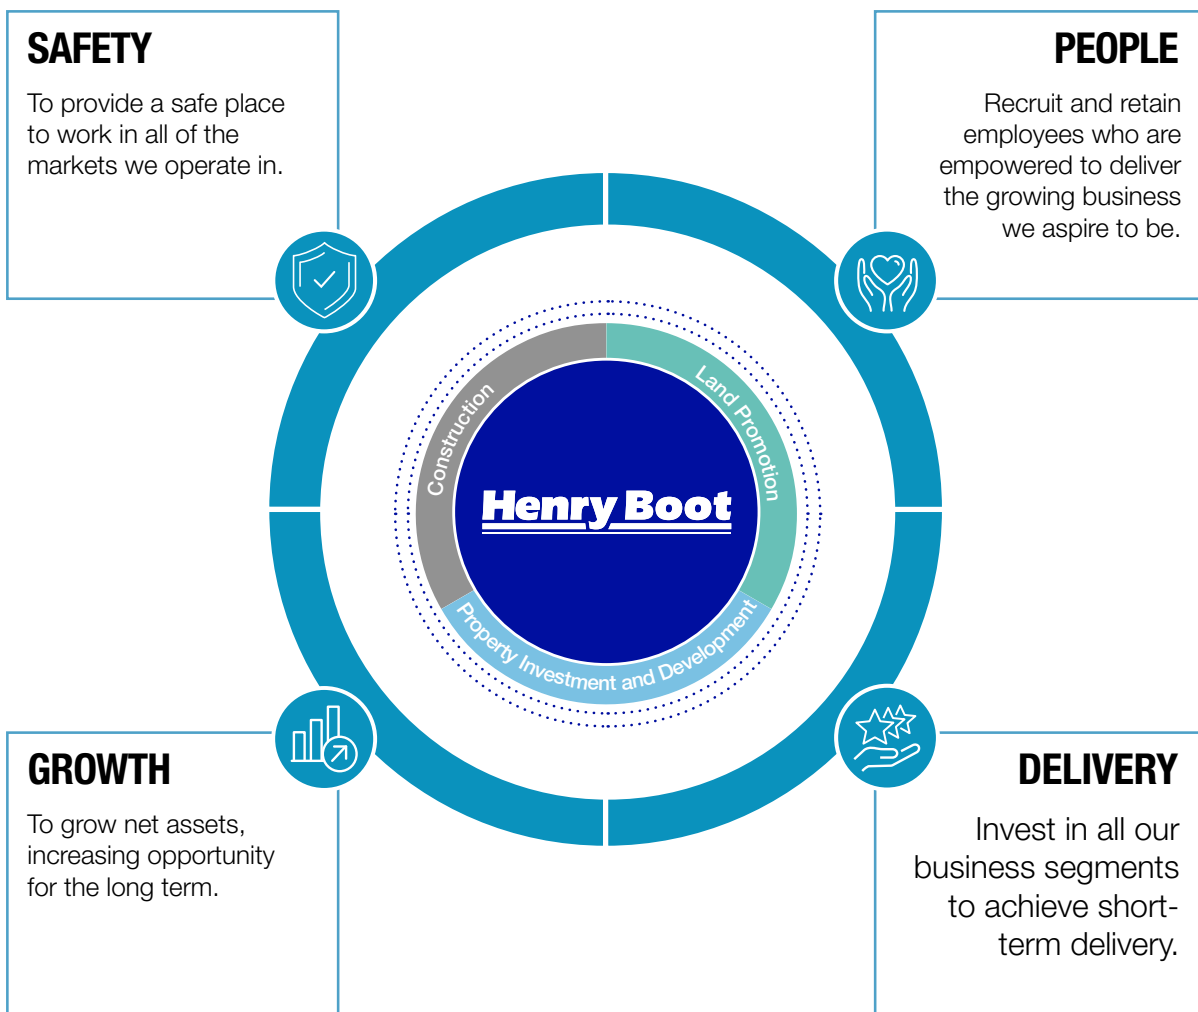 SAFETY
To provide a safe place
to work in all of the
markets we operate in.
PEOPLE
Recruit and retain
employees who are
empowered to deliver
the growing business
we aspire to be.
Construction
Land Promotion
Henry Boot
Property Investment and Development
GROWTH
To grow net assets,
increasing opportunity
for the long term.
DELIVERY
Invest in all our
business segments
to achieve short-
term delivery.